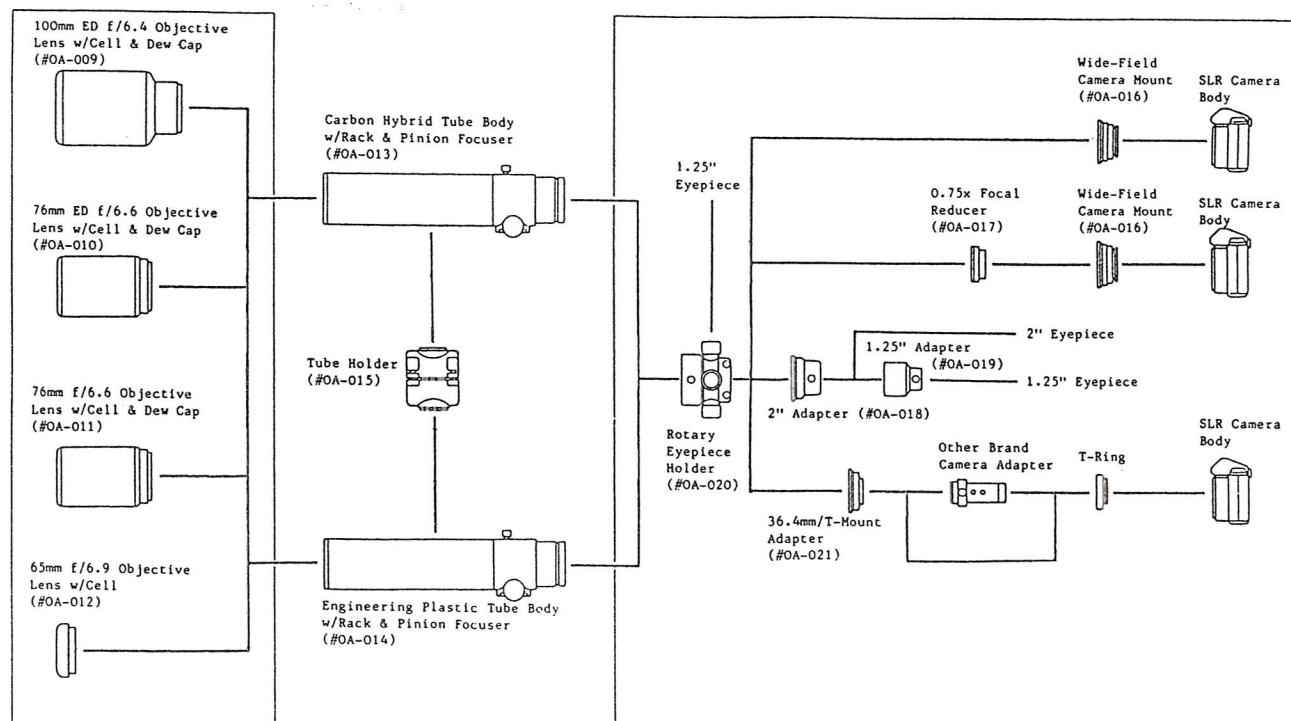 100mm ED f/6.4 Objective
Lens w/Cell & Dew Cap
(#OA-009)
76mm ED f/6.6 Objective
Lens w/Cell & Dew Cap
(#OA-010)
76mm f/6.6 Objective
Lens w/Cell & Dew Cap
(#OA-011)
65mm f/6.9 Objective
Lens w/Cell
(#OA-012)
Carbon Hybrid Tube Body
w/Rack & Pinion Focuser
(#OA-013)
Tube Holder
(#OA-015)
Engineering Plastic Tube Body
w/Rack & Pinion Focuser
(#OA-014)
1.25"
Eyepiece
Rotary
Eyepiece
Holder
(#OA-020)
Wide-Field
Camera Mount
(#OA-016)
SLR Camera
Body
0.75x Focal
Reducer
(#OA-017)
Wide-Field
Camera Mount
(#OA-016)
SLR Camera
Body
2" Eyepiece
1.25" Adapter
(#OA-019)
1.25" Eyepiece
2" Adapter (#OA-018)
36.4mm/T-Mount
Adapter
(#OA-021)
Other Brand
Camera Adapter
T-Ring
SLR Camera
Body